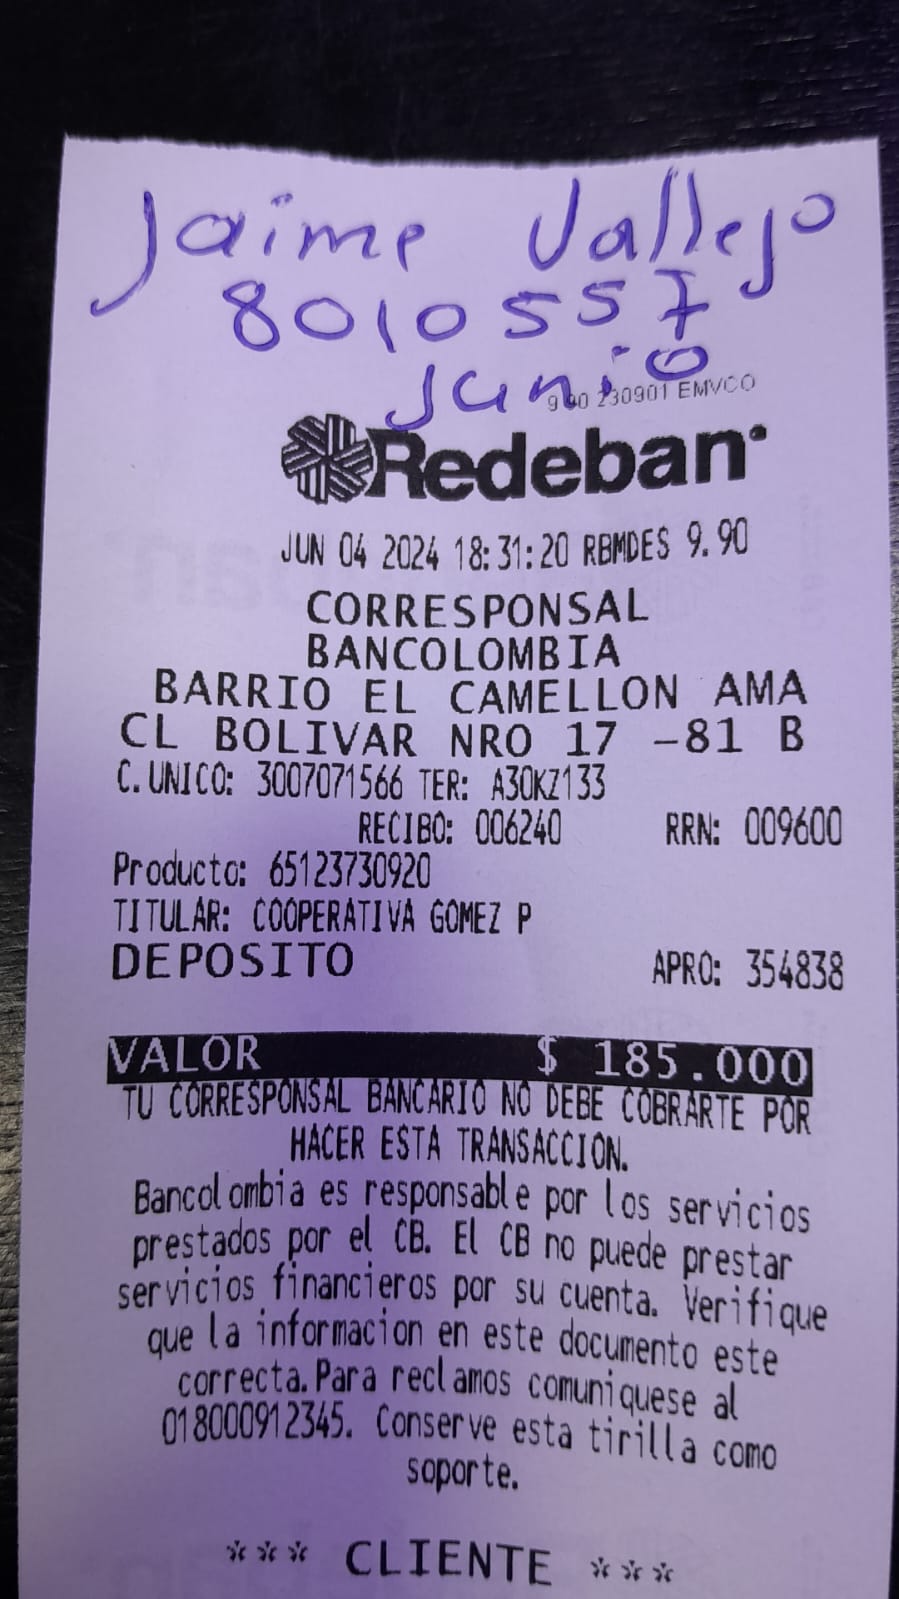 Jaime Vallejo
8010557
Junio
9.90 230901 EMVCO
Redeban
JUN 04 2024 18:31:20 RBMDES 9.90
CORRESPONSAL
BANCOLOMBIA
BARRIO EL CAMELLON AMA
CL BOLIVAR NRO 17 -81 B
C.UNICO: 3007071566 TER: A30KZ133
RECIBO: 006240 RRN: 009600
Producto: 65123730920
TITULAR: COOPERATIVA GOMEZ P
DEPOSITO APRO: 354838
VALOR $ 185.000
TU CORRESPONSAL BANCARIO NO DEBE COBRARTE POR
HACER ESTA TRANSACCION.
Bancolombia es responsable por los servicios
prestados por el CB. El CB no puede prestar
servicios financieros por su cuenta. Verifique
que la informacion en este documento este
correcta.Para reclamos comuniquese al
018000912345. Conserve esta tirilla como
soporte.
*** CLIENTE ***